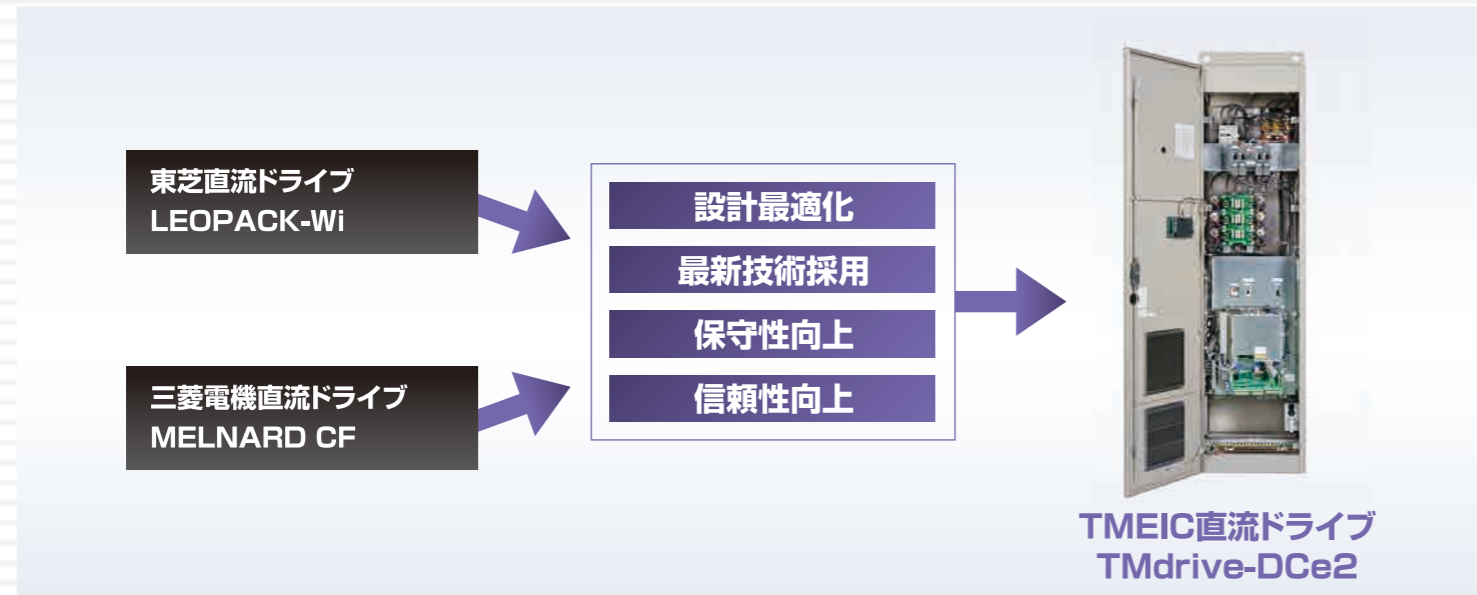 東芝直流ドライブ
LEOPACK-Wi
三菱電機直流ドライブ
MELNARD CF
設計最適化
最新技術採用
保守性向上
信頼性向上
TMEIC直流ドライブ
TMdrive-DCe2